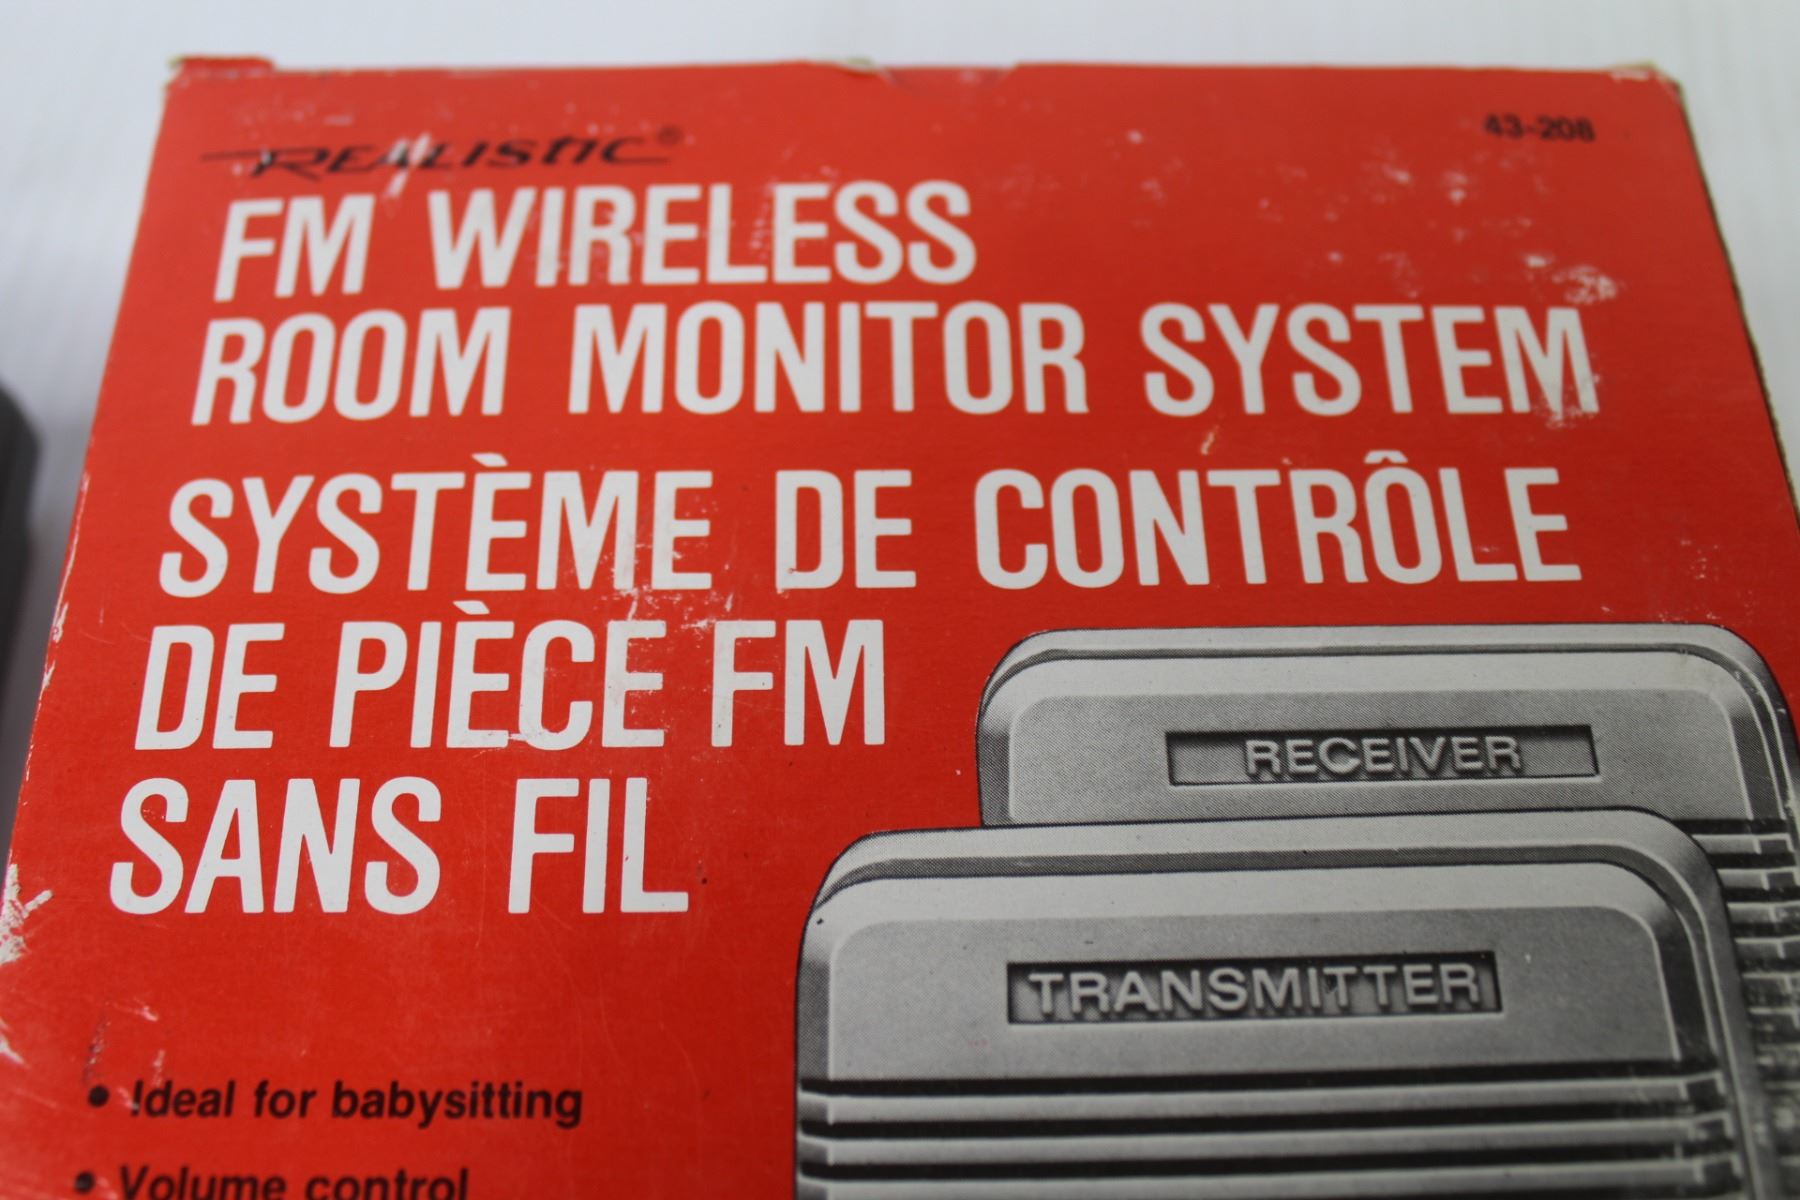 REALISTIC®
43-208
FM WIRELESS
ROOM MONITOR SYSTEM
SYSTÈME DE CONTRÔLE
DE PIÈCE FM
SANS FIL
RECEIVER
TRANSMITTER
• Ideal for babysitting
• Volume control